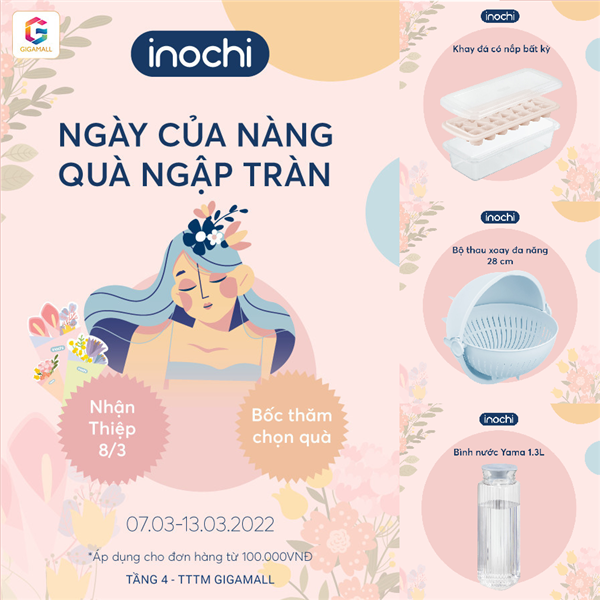 GIGAMALL
inochi
NGÀY CỦA NÀNG
QUÀ NGẬP TRÀN
Nhận
Thiệp
8/3
Bốc thăm
chọn quà
07.03-13.03.2022
*Áp dụng cho đơn hàng từ 100.000VNĐ
TẦNG 4 - TTTM GIGAMALL
inochi
Khay đá có nắp bất kỳ
inochi
Bộ thau xoay đa năng
28 cm
inochi
Bình nước Yama 1.3L